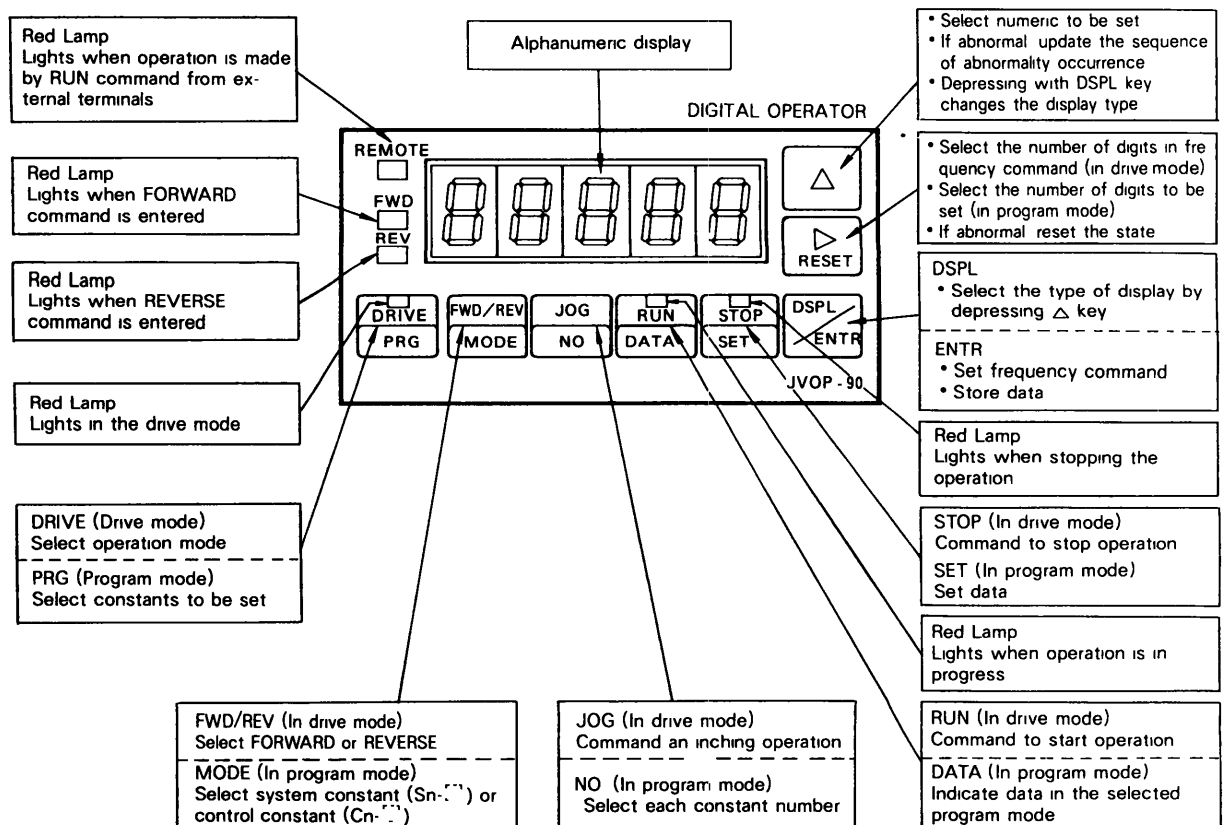 Red Lamp
Lights when operation is made
by RUN command from ex-
ternal terminals
Alphanumeric display
• Select numeric to be set
• If abnormal update the sequence
of abnormality occurrence
• Depressing with DSPL key
changes the display type
DIGITAL OPERATOR
Red Lamp
Lights when FORWARD
command is entered
Red Lamp
Lights when REVERSE
command is entered
Red Lamp
Lights in the drive mode
REMOTE
FWD
REV
8 8 8 8 8
△
▷
RESET
DRIVE
PRG
FWD/REV
MODE
JOG
NO
RUN
DATA
STOP
SET
DSPL
ENTR
JVOP - 90
• Select the number of digits in fre
quency command (in drive mode)
• Select the number of digits to be
set (in program mode)
• If abnormal reset the state
DSPL
• Select the type of display by
depressing △ key
ENTR
• Set frequency command
• Store data
Red Lamp
Lights when stopping the
operation
DRIVE (Drive mode)
Select operation mode
PRG (Program mode)
Select constants to be set
STOP (In drive mode)
Command to stop operation
SET (In program mode)
Set data
Red Lamp
Lights when operation is in
progress
FWD/REV (In drive mode)
Select FORWARD or REVERSE
MODE (In program mode)
Select system constant (Sn-[ ]) or
control constant (Cn-[ ])
JOG (In drive mode)
Command an inching operation
NO (In program mode)
Select each constant number
RUN (In drive mode)
Command to start operation
DATA (In program mode)
Indicate data in the selected
program mode